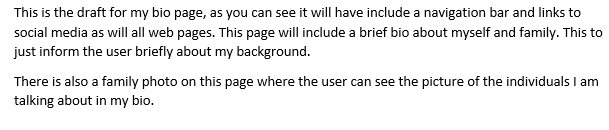 This is the draft for my bio page, as you can see it will have include a navigation bar and links to
social media as will all web pages. This page will include a brief bio about myself and family. This to
just inform the user briefly about my background.
There is also a family photo on this page where the user can see the picture of the individuals I am
talking about in my bio.